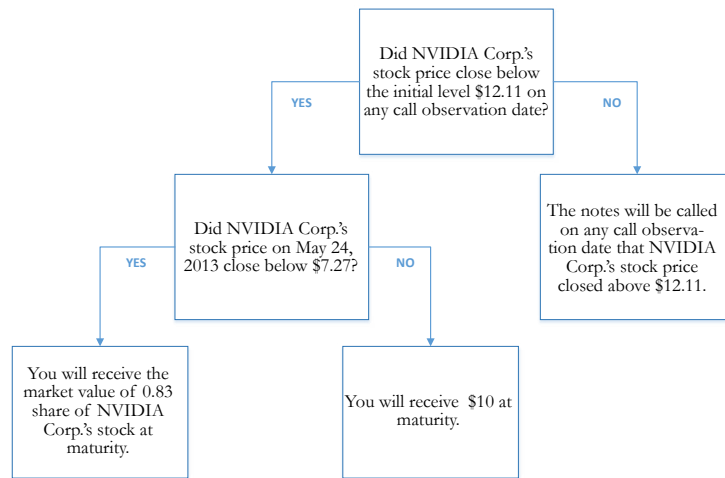 Did NVIDIA Corp.'s
stock price close below
the initial level $12.11 on
any call observation date?
YES
NO
Did NVIDIA Corp.'s
stock price on May 24,
2013 close below $7.27?
The notes will be called
on any call observa-
tion date that NVIDIA
Corp.'s stock price
closed above $12.11.
YES
NO
You will receive the
market value of 0.83
share of NVIDIA
Corp.'s stock at
maturity.
You will receive $10 at
maturity.